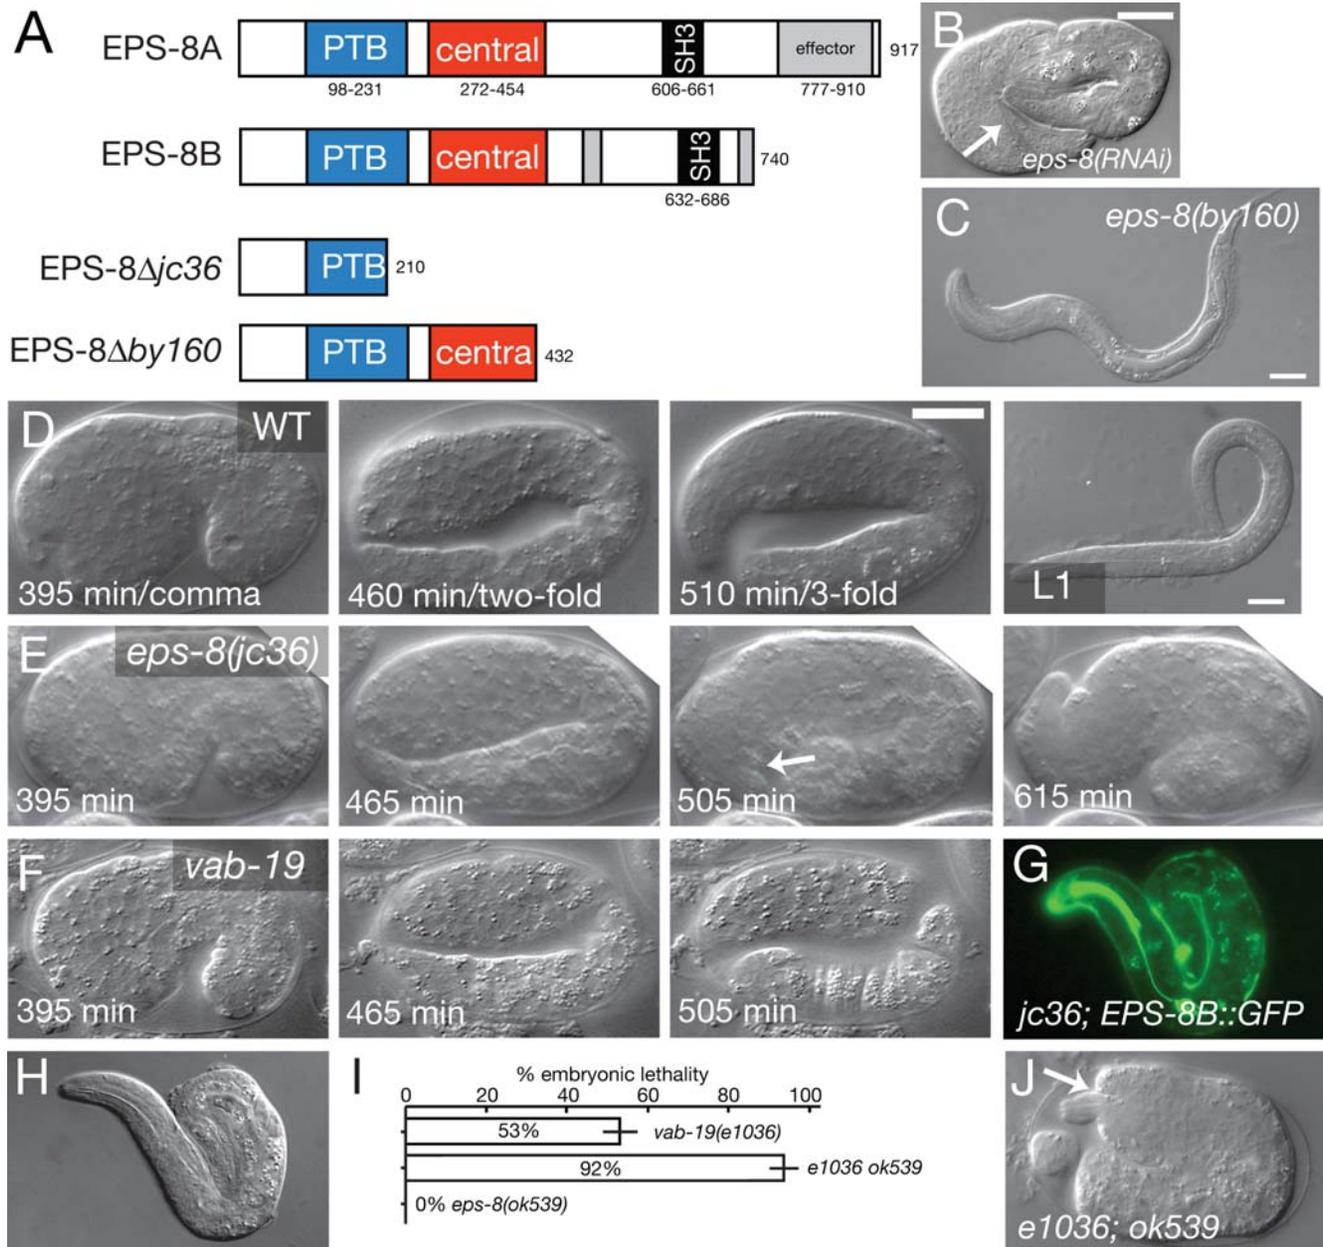 A
EPS-8A
PTB
central
SH3
effector
917
98-231
272-454
606-661
777-910
EPS-8B
PTB
central
SH3
740
632-686
EPS-8Δjc36
PTB
210
EPS-8Δby160
PTB
centra
432
B
eps-8(RNAi)
C
eps-8(by160)
D
WT
395 min/comma
460 min/two-fold
510 min/3-fold
L1
E
eps-8(jc36)
395 min
465 min
505 min
615 min
F
vab-19
395 min
465 min
505 min
G
jc36; EPS-8B::GFP
H
I
% embryonic lethality
0 20 40 60 80 100
53%
vab-19(e1036)
92%
e1036 ok539
0% eps-8(ok539)
J
e1036; ok539